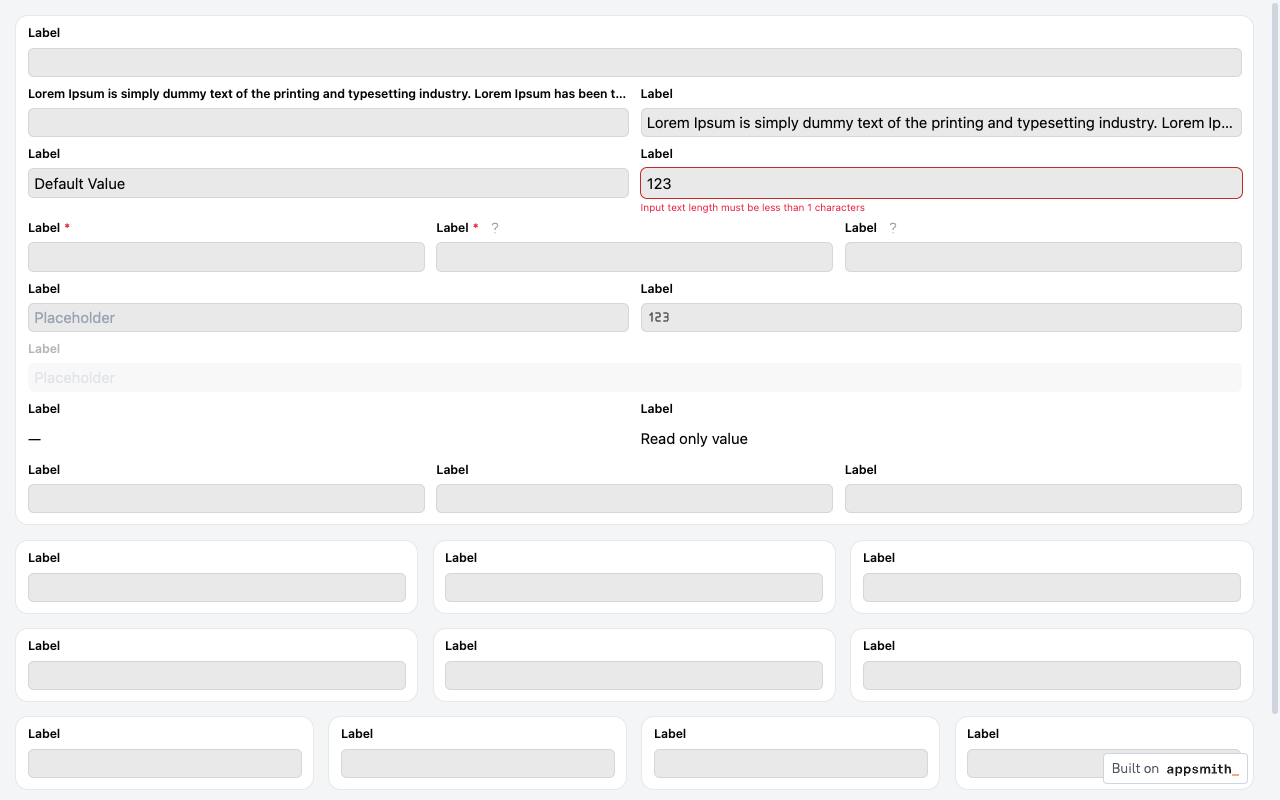 Label
Lorem Ipsum is simply dummy text of the printing and typesetting industry. Lorem Ipsum has been t...
Label
Lorem Ipsum is simply dummy text of the printing and typesetting industry. Lorem Ip...
Label
Default Value
Label
123
Input text length must be less than 1 characters
Label *
Label * ?
Label ?
Label
Placeholder
Label
123
Label
Placeholder
Label
—
Label
Read only value
Label
Label
Label
Label
Label
Label
Label
Label
Label
Label
Label
Label
Label
Built on appsmith_